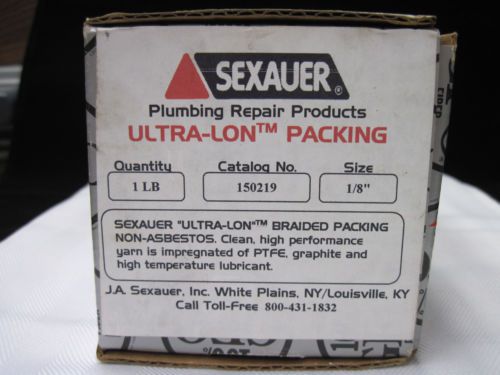 SEXAUER®
Plumbing Repair Products
ULTRA-LON™ PACKING
Quantity Catalog No. Size
1 LB 150219 1/8"
SEXAUER "ULTRA-LON"™ BRAIDED PACKING
NON-ASBESTOS. Clean, high performance
yarn is impregnated of PTFE, graphite and
high temperature lubricant.
J.A. Sexauer, Inc. White Plains, NY/Louisville, KY
Call Toll-Free 800-431-1832